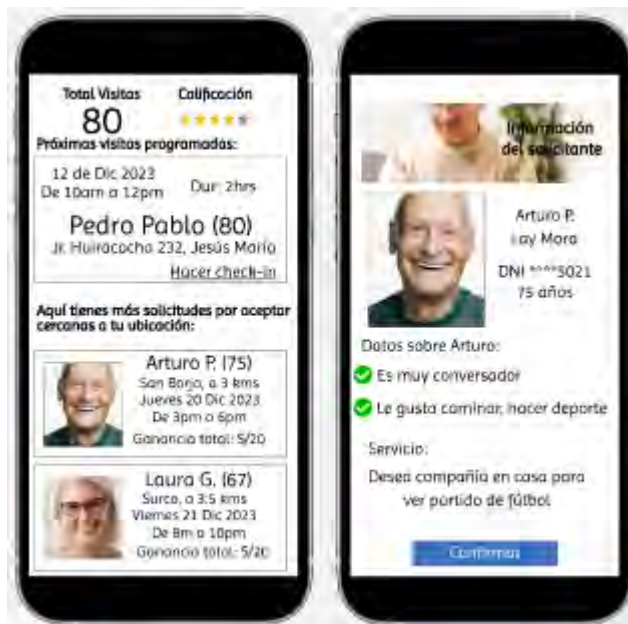 Total Visitas
Calificación
80
Próximas visitas programadas:
12 de Dic 2023
De 10am a 12pm
Dur: 2hrs
Pedro Pablo (80)
Jr. Huiracocha 232, Jesús María
Hacer check-in
Aquí tienes más solicitudes por aceptar
cercanas a tu ubicación:
Arturo P. (75)
San Borja, a 3 kms
Jueves 20 Dic 2023
De 3pm a 6pm
Ganancia total: S/20
Laura G. (67)
Surco, a 3.5 kms
Viernes 21 Dic 2023
De 8m a 10pm
Ganancia total: S/20
Información
del solicitante
Arturo P.
Lay Mora
DNI ****5021
75 años
Datos sobre Arturo:
Es muy conversador
Le gusta caminar, hacer deporte
Servicio:
Desea compañía en casa para
ver partido de fútbol
Confirmas